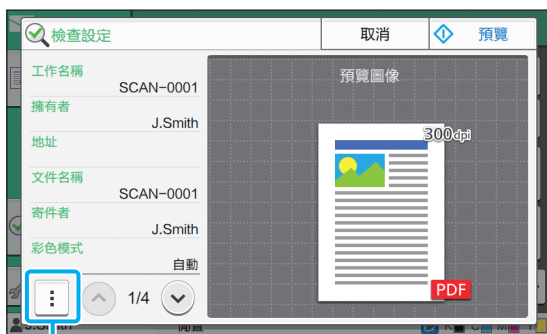 檢查設定
取消
預覽
工作名稱
SCAN-0001
擁有者
J.Smith
地址
文件名稱
SCAN-0001
寄件者
J.Smith
彩色模式
自動
1/4
預覽圖像
300dpi
PDF